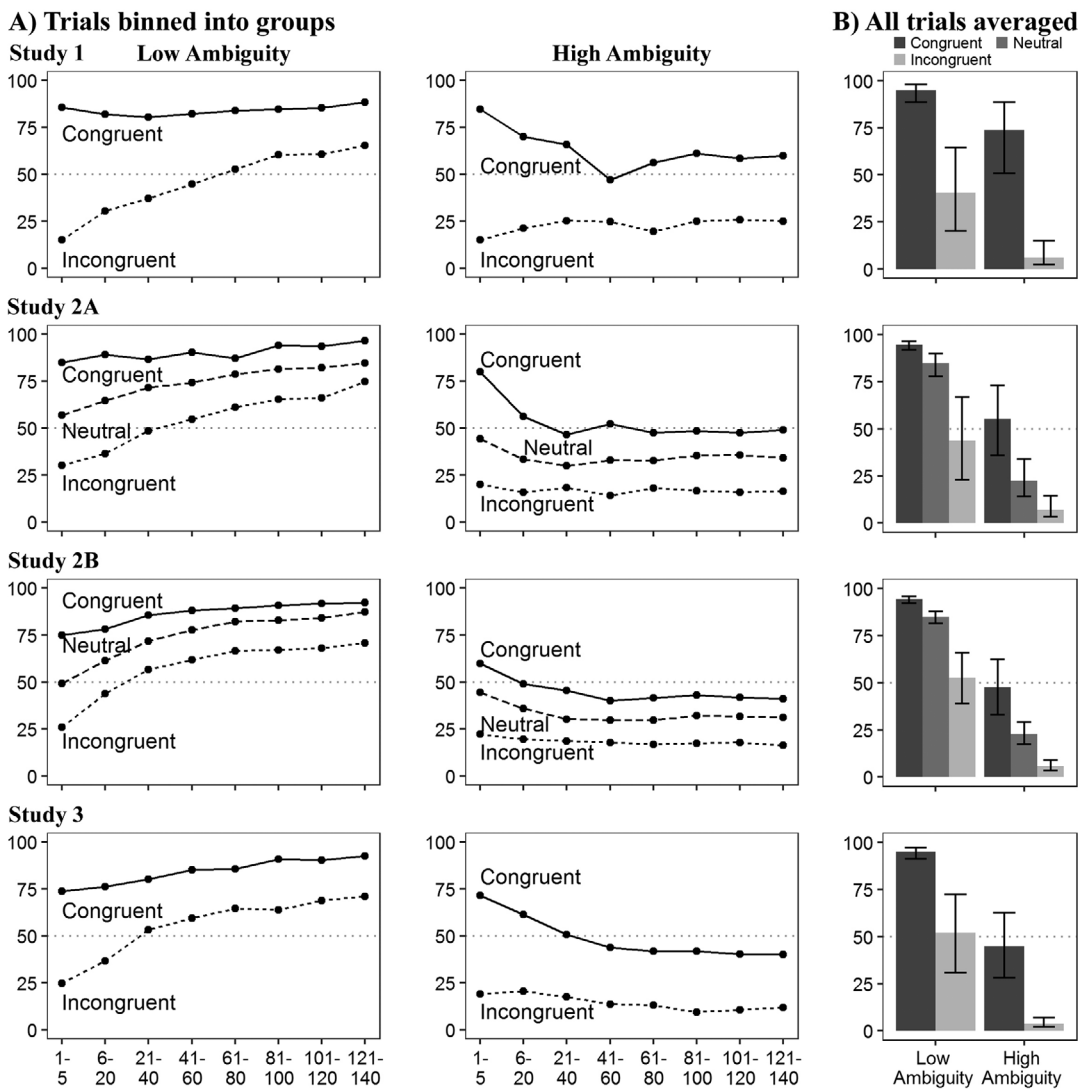 A) Trials binned into groups
B) All trials averaged
Study 1
Low Ambiguity
High Ambiguity
Congruent
Neutral
Incongruent
100
75
50
25
0
Congruent
Incongruent
100
75
50
25
0
Congruent
Incongruent
100
75
50
25
0
Study 2A
100
75
50
25
0
Congruent
Neutral
Incongruent
100
75
50
25
0
Congruent
Neutral
Incongruent
100
75
50
25
0
Study 2B
100
75
50
25
0
Congruent
Neutral
Incongruent
100
75
50
25
0
Congruent
Neutral
Incongruent
100
75
50
25
0
Study 3
100
75
50
25
0
Congruent
Incongruent
100
75
50
25
0
Congruent
Incongruent
100
75
50
25
0
1- 6- 21- 41- 61- 81- 101- 121-
5 20 40 60 80 100 120 140
1- 6- 21- 41- 61- 81- 101- 121-
5 20 40 60 80 100 120 140
Low High
Ambiguity Ambiguity